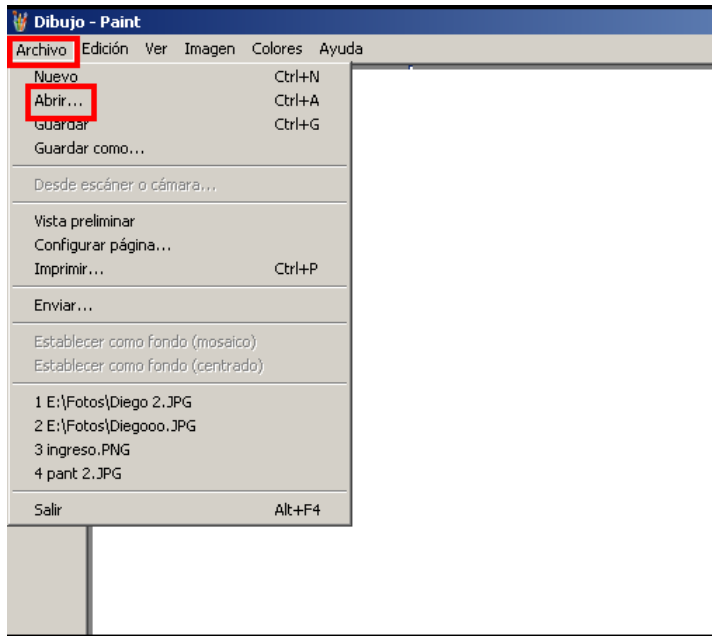 Dibujo - Paint
Archivo Edición Ver Imagen Colores Ayuda
Nuevo Ctrl+N
Abrir... Ctrl+A
Guardar Ctrl+G
Guardar como...
Desde escáner o cámara...
Vista preliminar
Configurar página...
Imprimir... Ctrl+P
Enviar...
Establecer como fondo (mosaico)
Establecer como fondo (centrado)
1 E:\Fotos\Diego 2.JPG
2 E:\Fotos\Diegooo.JPG
3 ingreso.PNG
4 pant 2.JPG
Salir Alt+F4